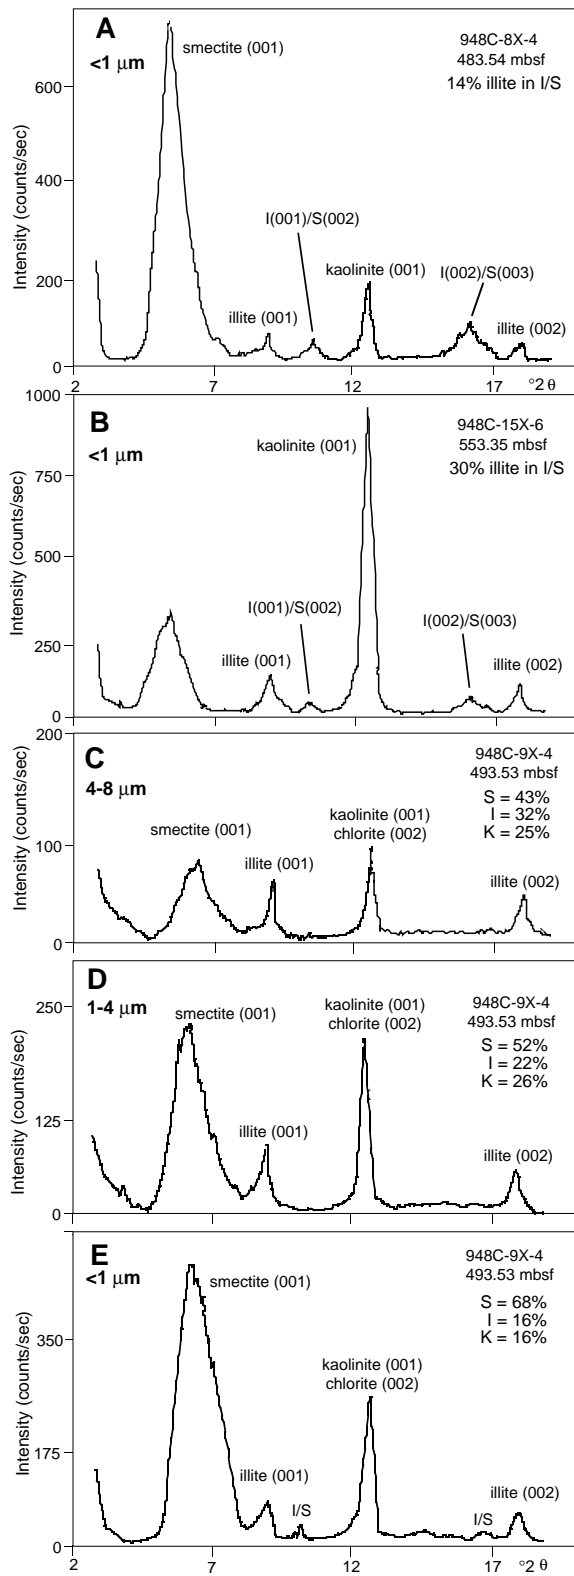 A
<1 μm
smectite (001)
948C-8X-4
483.54 mbsf
14% illite in I/S
Intensity (counts/sec)
600
400
200
0
I(001)/S(002)
kaolinite (001)
I(002)/S(003)
illite (001)
illite (002)
2
7
12
17
°2 θ
B
<1 μm
kaolinite (001)
948C-15X-6
553.35 mbsf
30% illite in I/S
Intensity (counts/sec)
1000
750
500
250
0
I(001)/S(002)
I(002)/S(003)
illite (001)
illite (002)
C
4-8 μm
948C-9X-4
493.53 mbsf
S = 43%
I = 32%
K = 25%
Intensity (counts/sec)
200
100
0
smectite (001)
illite (001)
kaolinite (001)
chlorite (002)
illite (002)
D
1-4 μm
948C-9X-4
493.53 mbsf
S = 52%
I = 22%
K = 26%
Intensity (counts/sec)
250
125
0
smectite (001)
kaolinite (001)
chlorite (002)
illite (001)
illite (002)
E
<1 μm
948C-9X-4
493.53 mbsf
S = 68%
I = 16%
K = 16%
Intensity (counts/sec)
350
175
0
smectite (001)
kaolinite (001)
chlorite (002)
illite (001)
I/S
I/S
illite (002)
2
7
12
17
°2 θ